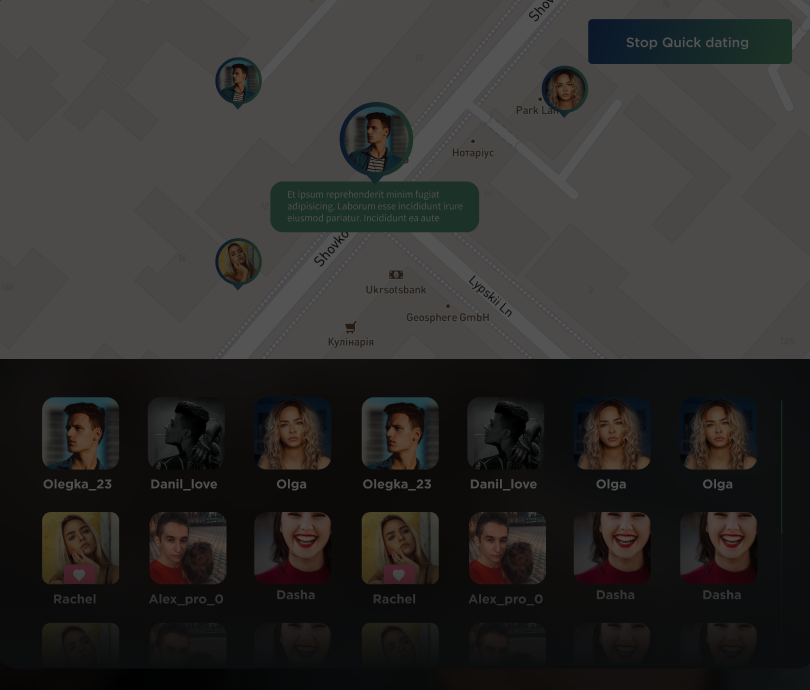 Shov
Stop Quick dating
Park Lan
Нотаріус
Et ipsum reprehenderit minim fugiat
adipisicing. Laborum esse incididunt irure
eiusmod pariatur. Incididunt ea aute
Shovko
Ukrsotsbank
Lypskii Ln
Geosphere GmbH
Кулінарія
Olegka_23 Danil_love Olga Olegka_23 Danil_love Olga Olga
Rachel Alex_pro_0 Dasha Rachel Alex_pro_0 Dasha Dasha